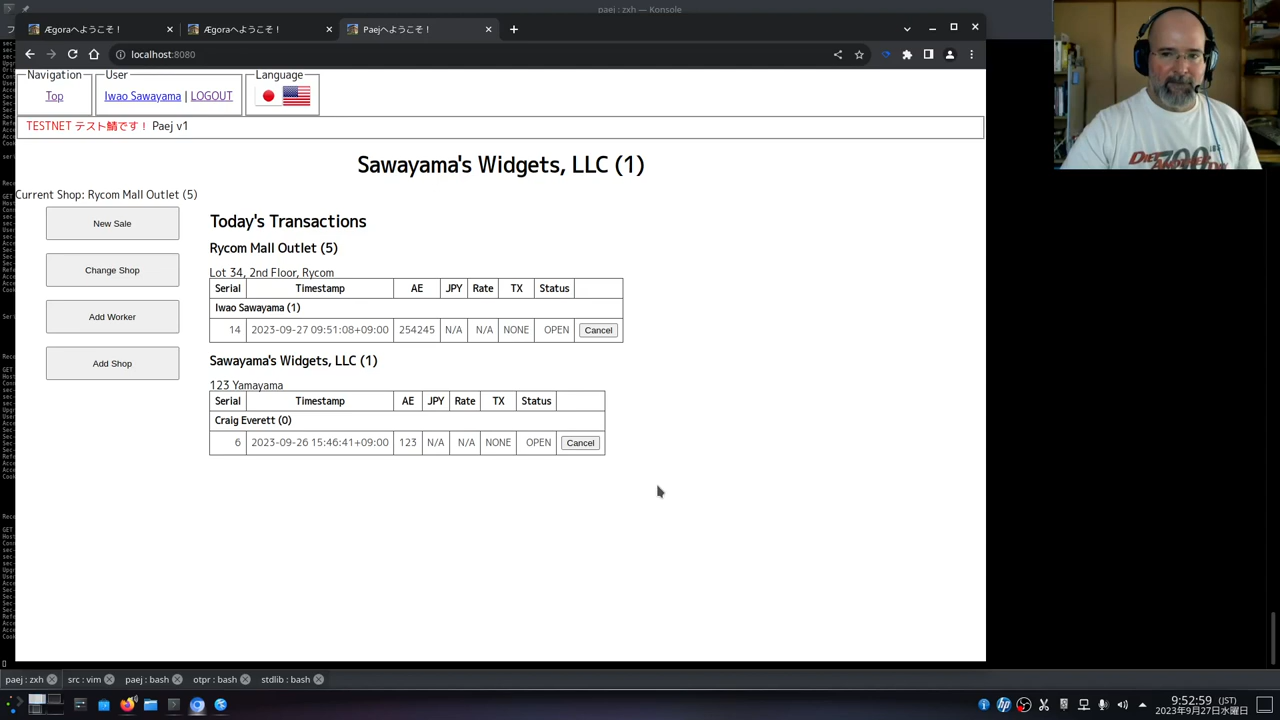 paej : zxh — Konsole
Ægoraへようこそ！
Ægoraへようこそ！
Paejへようこそ！
localhost:8080
Navigation
Top
User
Iwao Sawayama | LOGOUT
Language
TESTNET テスト鯖です！ Paej v1
Sawayama's Widgets, LLC (1)
Current Shop: Rycom Mall Outlet (5)
New Sale
Change Shop
Add Worker
Add Shop
Today's Transactions
Rycom Mall Outlet (5)
Lot 34, 2nd Floor, Rycom
Serial Timestamp AE JPY Rate TX Status
Iwao Sawayama (1)
14 2023-09-27 09:51:08+09:00 254245 N/A N/A NONE OPEN Cancel
Sawayama's Widgets, LLC (1)
123 Yamayama
Serial Timestamp AE JPY Rate TX Status
Craig Everett (0)
6 2023-09-26 15:46:41+09:00 123 N/A N/A NONE OPEN Cancel
DIE ANOTHER DAY
paej : zxh
src : vim
paej : bash
otpr : bash
stdlib : bash
9:52:59 (JST)
2023年9月27日水曜日